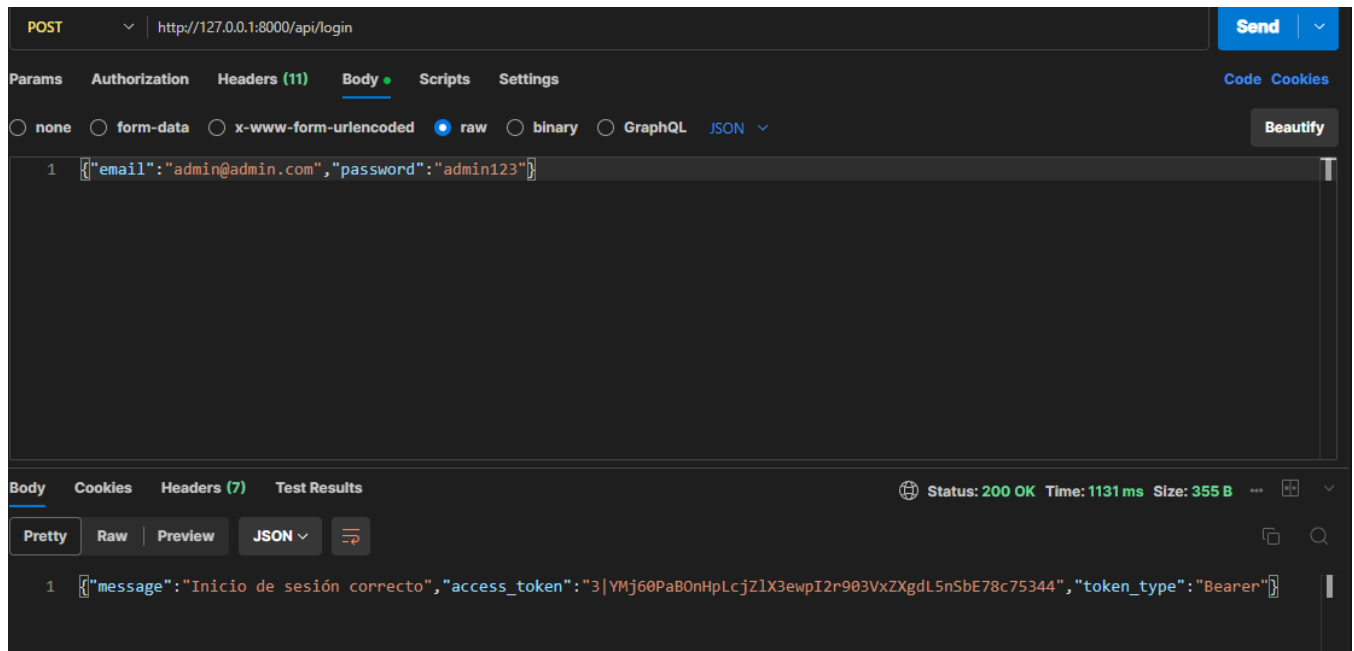 POST http://127.0.0.1:8000/api/login Send
Params Authorization Headers (11) Body Scripts Settings Code Cookies
none form-data x-www-form-urlencoded raw binary GraphQL JSON Beautify
1 {"email":"admin@admin.com","password":"admin123"}
Body Cookies Headers (7) Test Results Status: 200 OK Time: 1131 ms Size: 355 B
Pretty Raw Preview JSON
1 {"message":"Inicio de sesión correcto","access_token":"3|YMj60PaBOnHpLcjZlX3ewpI2r903VxZXgdL5nSbE78c75344","token_type":"Bearer"}